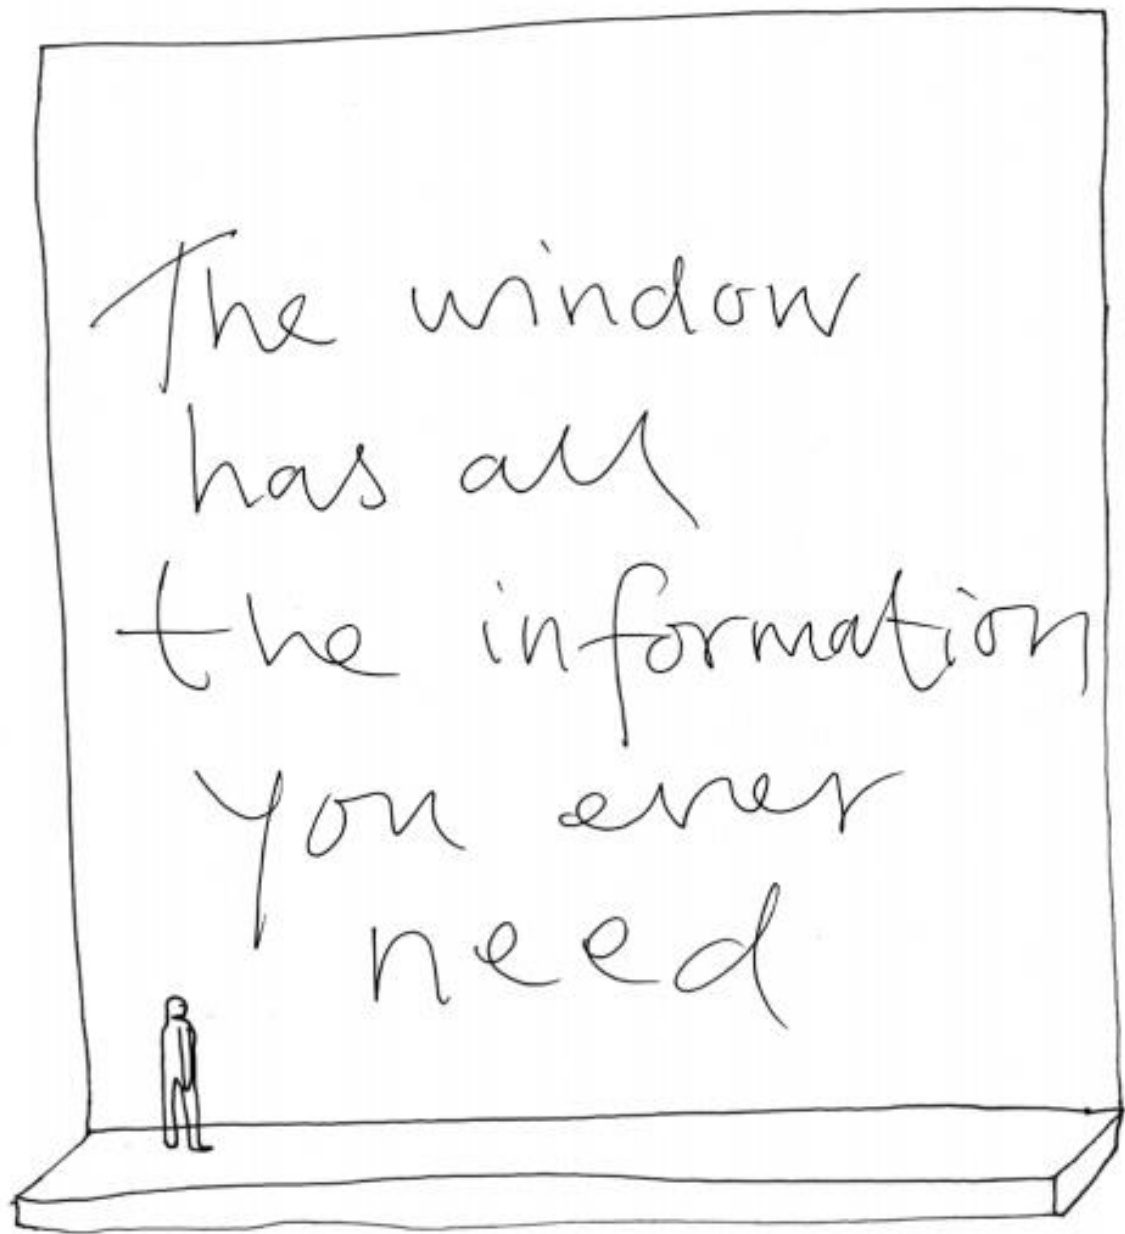 The window
has all
the information
you ever
need